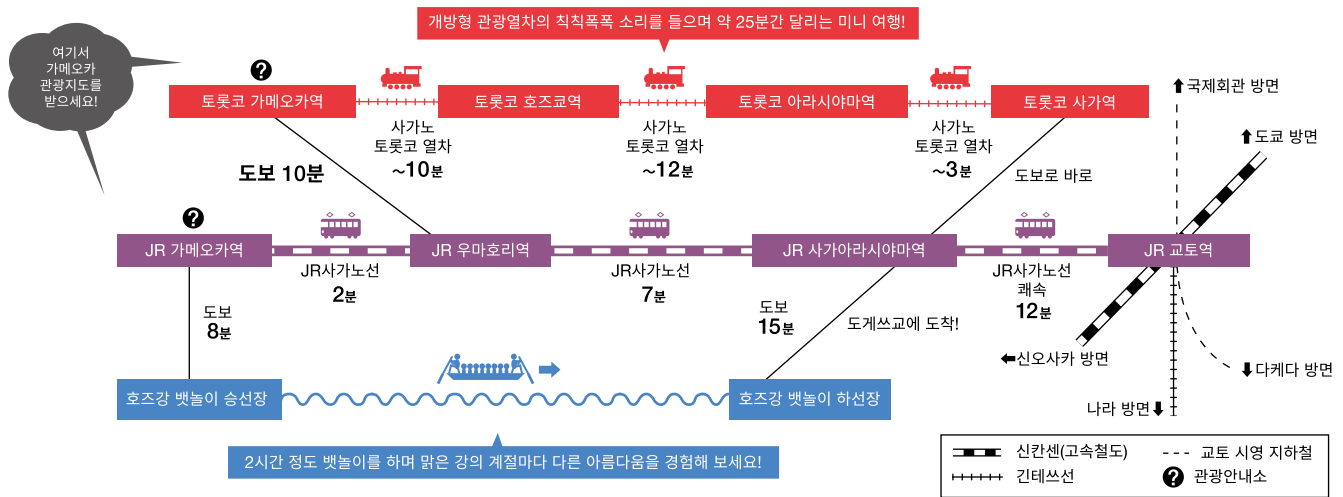 개방형 관광열차의 칙칙폭폭 소리를 들으며 약 25분간 달리는 미니 여행!
여기서
가메오카
관광지도를
받으세요!
?
토롯코 가메오카역
토롯코 호즈쿄역
토롯코 아라시야마역
토롯코 사가역
사가노
토롯코 열차
~10분
사가노
토롯코 열차
~12분
사가노
토롯코 열차
~3분
국제회관 방면
도쿄 방면
도보 10분
도보로 바로
?
JR 가메오카역
JR 우마호리역
JR 사가아라시야마역
JR 교토역
JR사가노선
2분
JR사가노선
7분
JR사가노선
쾌속
12분
도보
8분
도보
15분
도게쓰교에 도착!
신오사카 방면
다케다 방면
나라 방면
호즈강 뱃놀이 승선장
호즈강 뱃놀이 하선장
2시간 정도 뱃놀이를 하며 맑은 강의 계절마다 다른 아름다움을 경험해 보세요!
신칸센(고속철도)
교토 시영 지하철
긴테쓰선
? 관광안내소